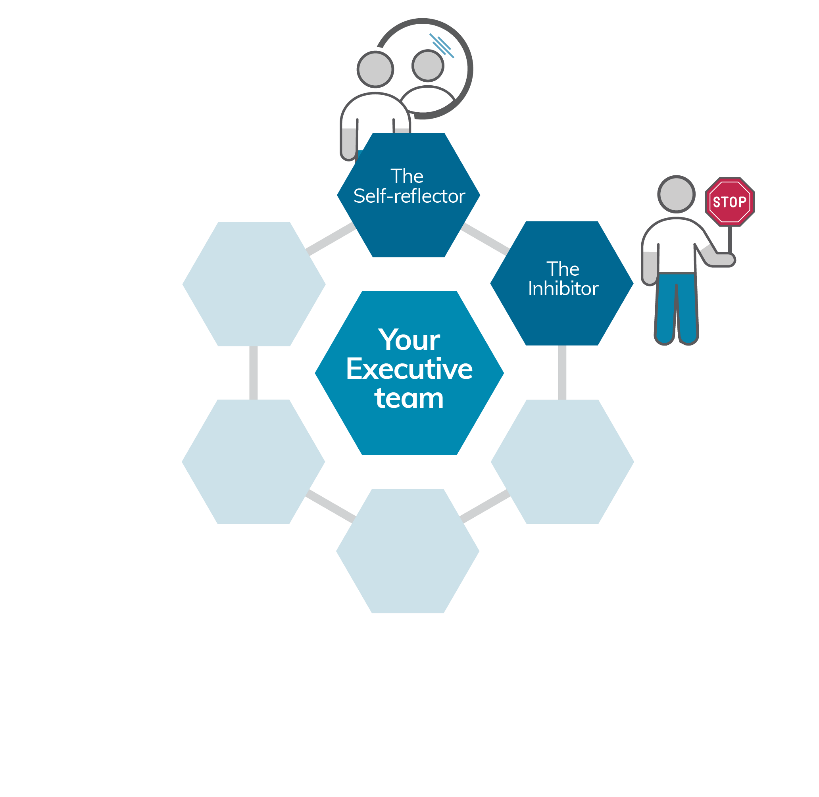 The
Self-reflector
STOP
The
Inhibitor
Your
Executive
team